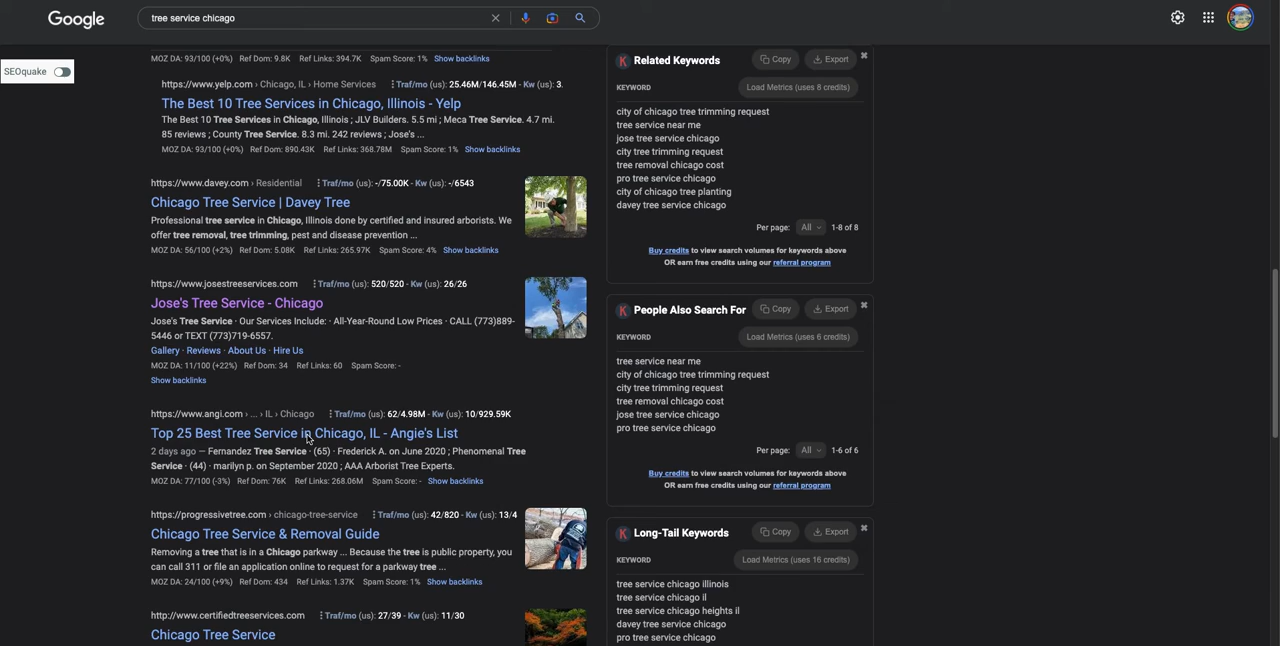 Google
tree service chicago
SEOquake
MOZ DA: 93/100 (+0%) Ref Dom: 9.8K Ref Links: 394.7K Spam Score: 1% Show backlinks
https://www.yelp.com › Chicago, IL › Home Services Traf/mo (us): 25.46M/146.45M - Kw (us): 3.
The Best 10 Tree Services in Chicago, Illinois - Yelp
The Best 10 Tree Services in Chicago, Illinois ; JLV Builders. 5.5 mi ; Meca Tree Service. 4.7 mi.
85 reviews ; County Tree Service. 8.3 mi. 242 reviews ; Jose's ...
MOZ DA: 93/100 (+0%) Ref Dom: 890.43K Ref Links: 368.78M Spam Score: 1% Show backlinks
https://www.davey.com › Residential Traf/mo (us): -/75.00K - Kw (us): -/6543
Chicago Tree Service | Davey Tree
Professional tree service in Chicago, Illinois done by certified and insured arborists. We
offer tree removal, tree trimming, pest and disease prevention ...
MOZ DA: 56/100 (+2%) Ref Dom: 5.08K Ref Links: 265.97K Spam Score: 4% Show backlinks
https://www.josestreeservices.com Traf/mo (us): 520/520 - Kw (us): 26/26
Jose's Tree Service - Chicago
Jose's Tree Service · Our Services Include: · All-Year-Round Low Prices · CALL (773)889-
5446 or TEXT (773)719-6557.
Gallery · Reviews · About Us · Hire Us
MOZ DA: 11/100 (+22%) Ref Dom: 34 Ref Links: 60 Spam Score: -
Show backlinks
https://www.angi.com › ... › IL › Chicago Traf/mo (us): 62/4.98M - Kw (us): 10/929.59K
Top 25 Best Tree Service in Chicago, IL - Angie's List
2 days ago — Fernandez Tree Service · (65) · Frederick A. on June 2020 ; Phenomenal Tree
Service · (44) · marilyn p. on September 2020 ; AAA Arborist Tree Experts.
MOZ DA: 77/100 (-3%) Ref Dom: 76K Ref Links: 268.06M Spam Score: - Show backlinks
https://progressivetree.com › chicago-tree-service Traf/mo (us): 42/820 - Kw (us): 13/4
Chicago Tree Service & Removal Guide
Removing a tree that is in a Chicago parkway ... Because the tree is public property, you
can call 311 or file an application online to request for a parkway tree ...
MOZ DA: 24/100 (+9%) Ref Dom: 434 Ref Links: 1.37K Spam Score: 1% Show backlinks
http://www.certifiedtreeservices.com Traf/mo (us): 27/39 - Kw (us): 11/30
Chicago Tree Service
Related Keywords Copy Export
KEYWORD Load Metrics (uses 8 credits)
city of chicago tree trimming request
tree service near me
jose tree service chicago
city tree trimming request
tree removal chicago cost
pro tree service chicago
city of chicago tree planting
davey tree service chicago
Per page: All 1-8 of 8
Buy credits to view search volumes for keywords above
OR earn free credits using our referral program
People Also Search For Copy Export
KEYWORD Load Metrics (uses 6 credits)
tree service near me
city of chicago tree trimming request
city tree trimming request
tree removal chicago cost
jose tree service chicago
pro tree service chicago
Per page: All 1-6 of 6
Buy credits to view search volumes for keywords above
OR earn free credits using our referral program
Long-Tail Keywords Copy Export
KEYWORD Load Metrics (uses 16 credits)
tree service chicago illinois
tree service chicago il
tree service chicago heights il
davey tree service chicago
pro tree service chicago